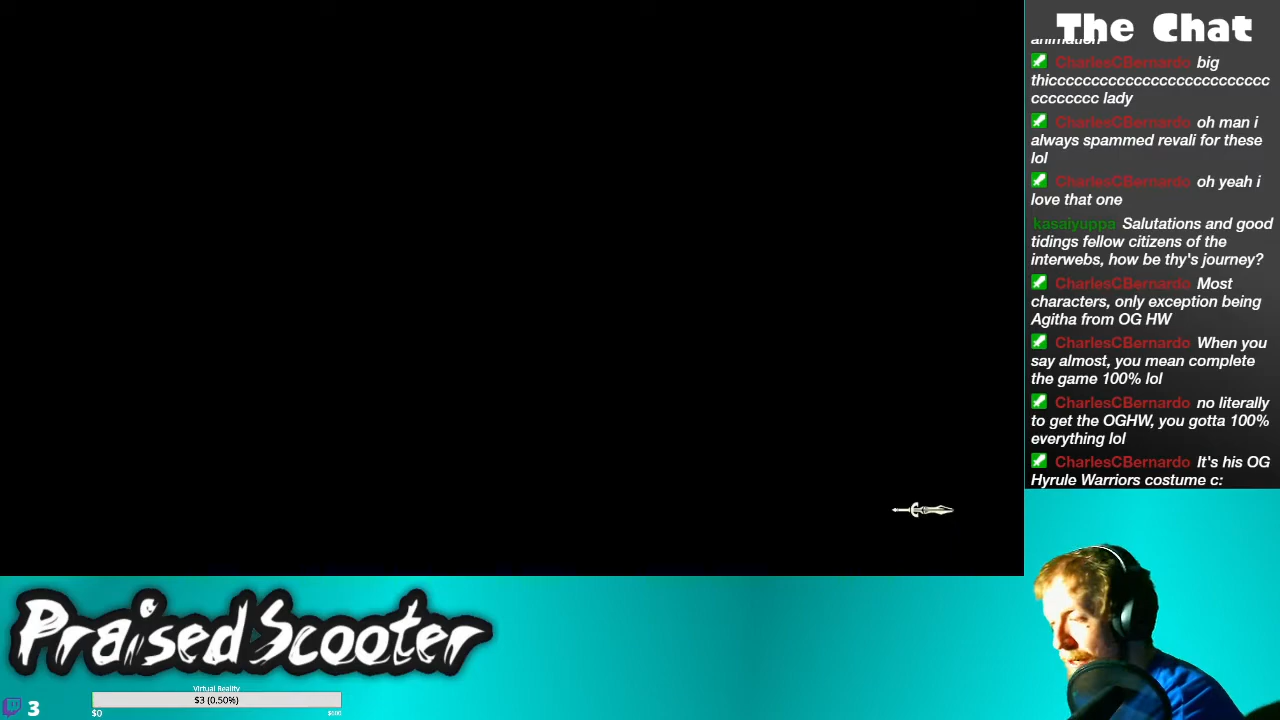 The Chat
animation
CharlesCBernardo big
thicccccccccccccccccccccccccc
cccccccc lady
CharlesCBernardo oh man i
always spammed revali for these
lol
CharlesCBernardo oh yeah i
love that one
kasaiyuppa Salutations and good
tidings fellow citizens of the
interwebs, how be thy's journey?
CharlesCBernardo Most
characters, only exception being
Agitha from OG HW
CharlesCBernardo When you
say almost, you mean complete
the game 100% lol
CharlesCBernardo no literally
to get the OGHW, you gotta 100%
everything lol
CharlesCBernardo It's his OG
Hyrule Warriors costume c:
Praised Scooter
Virtual Reality
3
$3 (0.50%)
$0